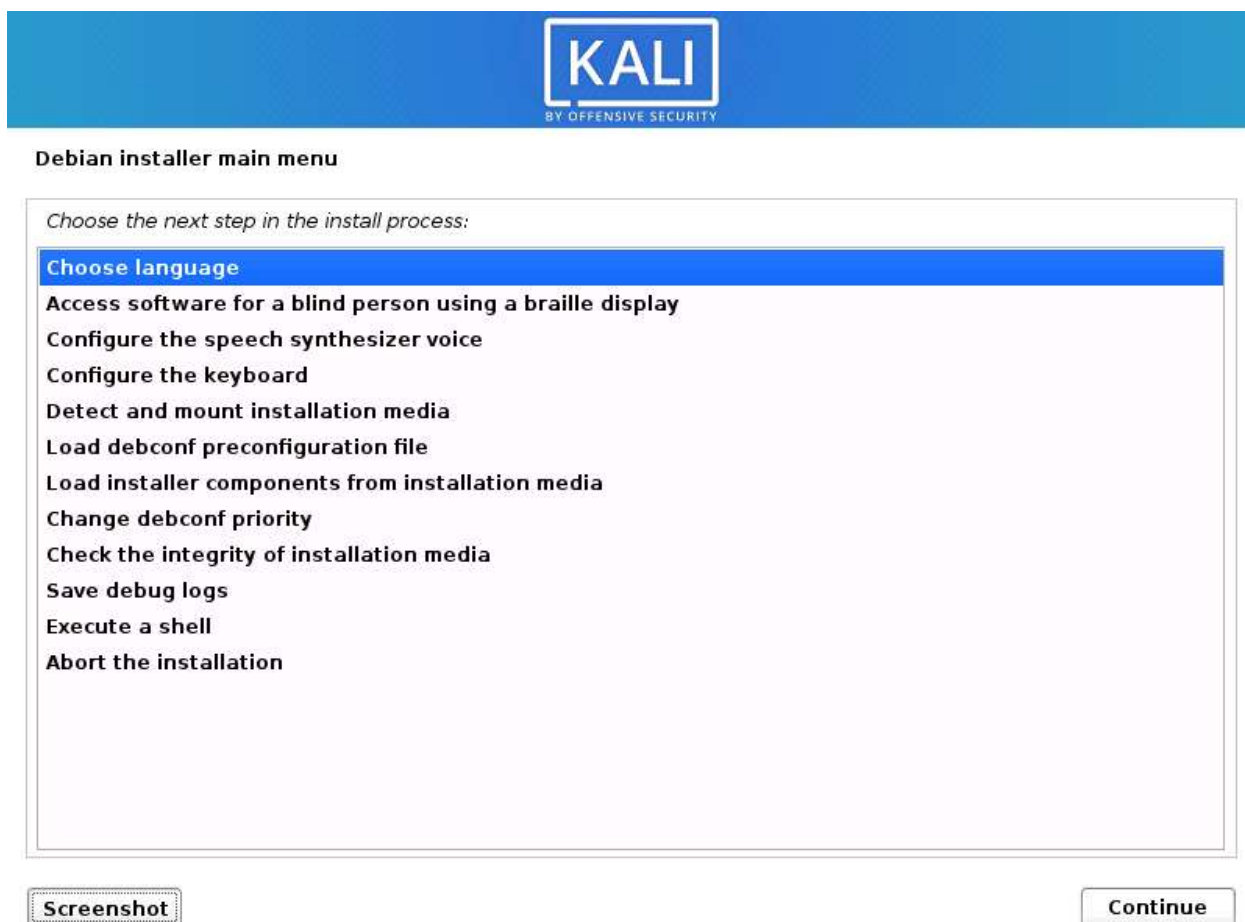 KALI
BY OFFENSIVE SECURITY
Debian installer main menu
Choose the next step in the install process:
Choose language
Access software for a blind person using a braille display
Configure the speech synthesizer voice
Configure the keyboard
Detect and mount installation media
Load debconf preconfiguration file
Load installer components from installation media
Change debconf priority
Check the integrity of installation media
Save debug logs
Execute a shell
Abort the installation
Screenshot
Continue